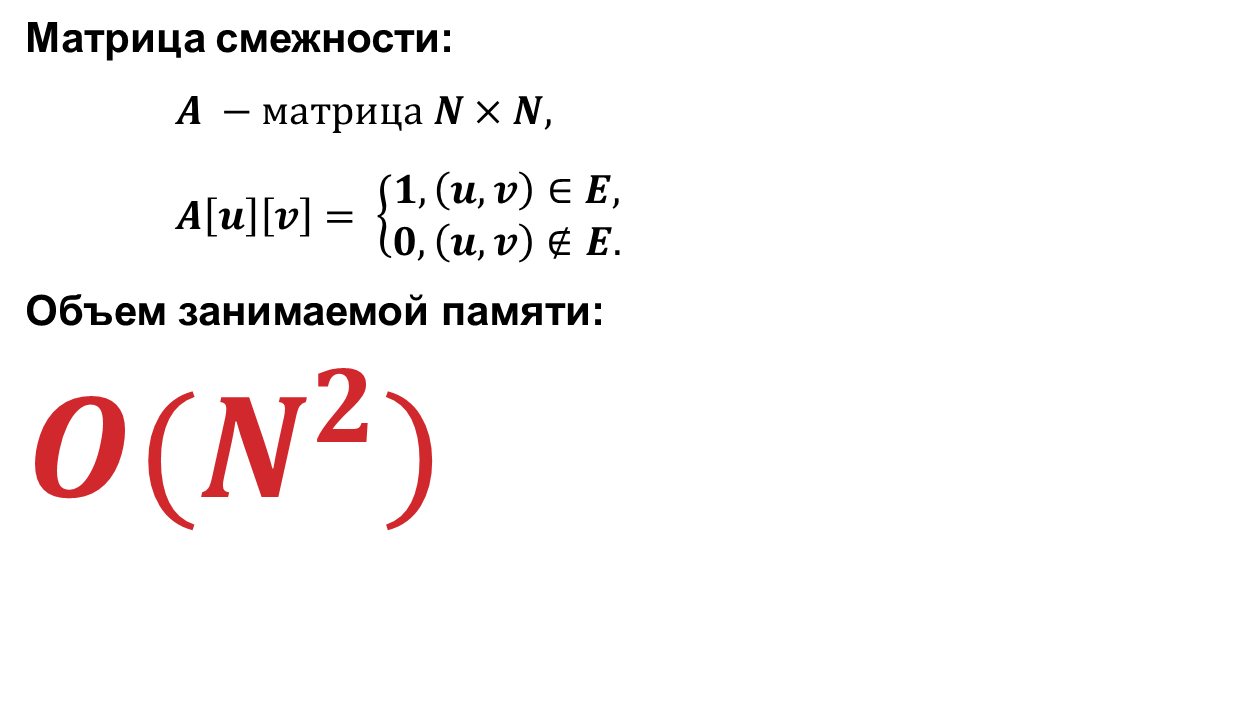 Матрица смежности:
A − матрица N × N,
A[u][v] = {1, (u, v) ∈ E,
0, (u, v) ∉ E.
Объем занимаемой памяти:
O(N²)